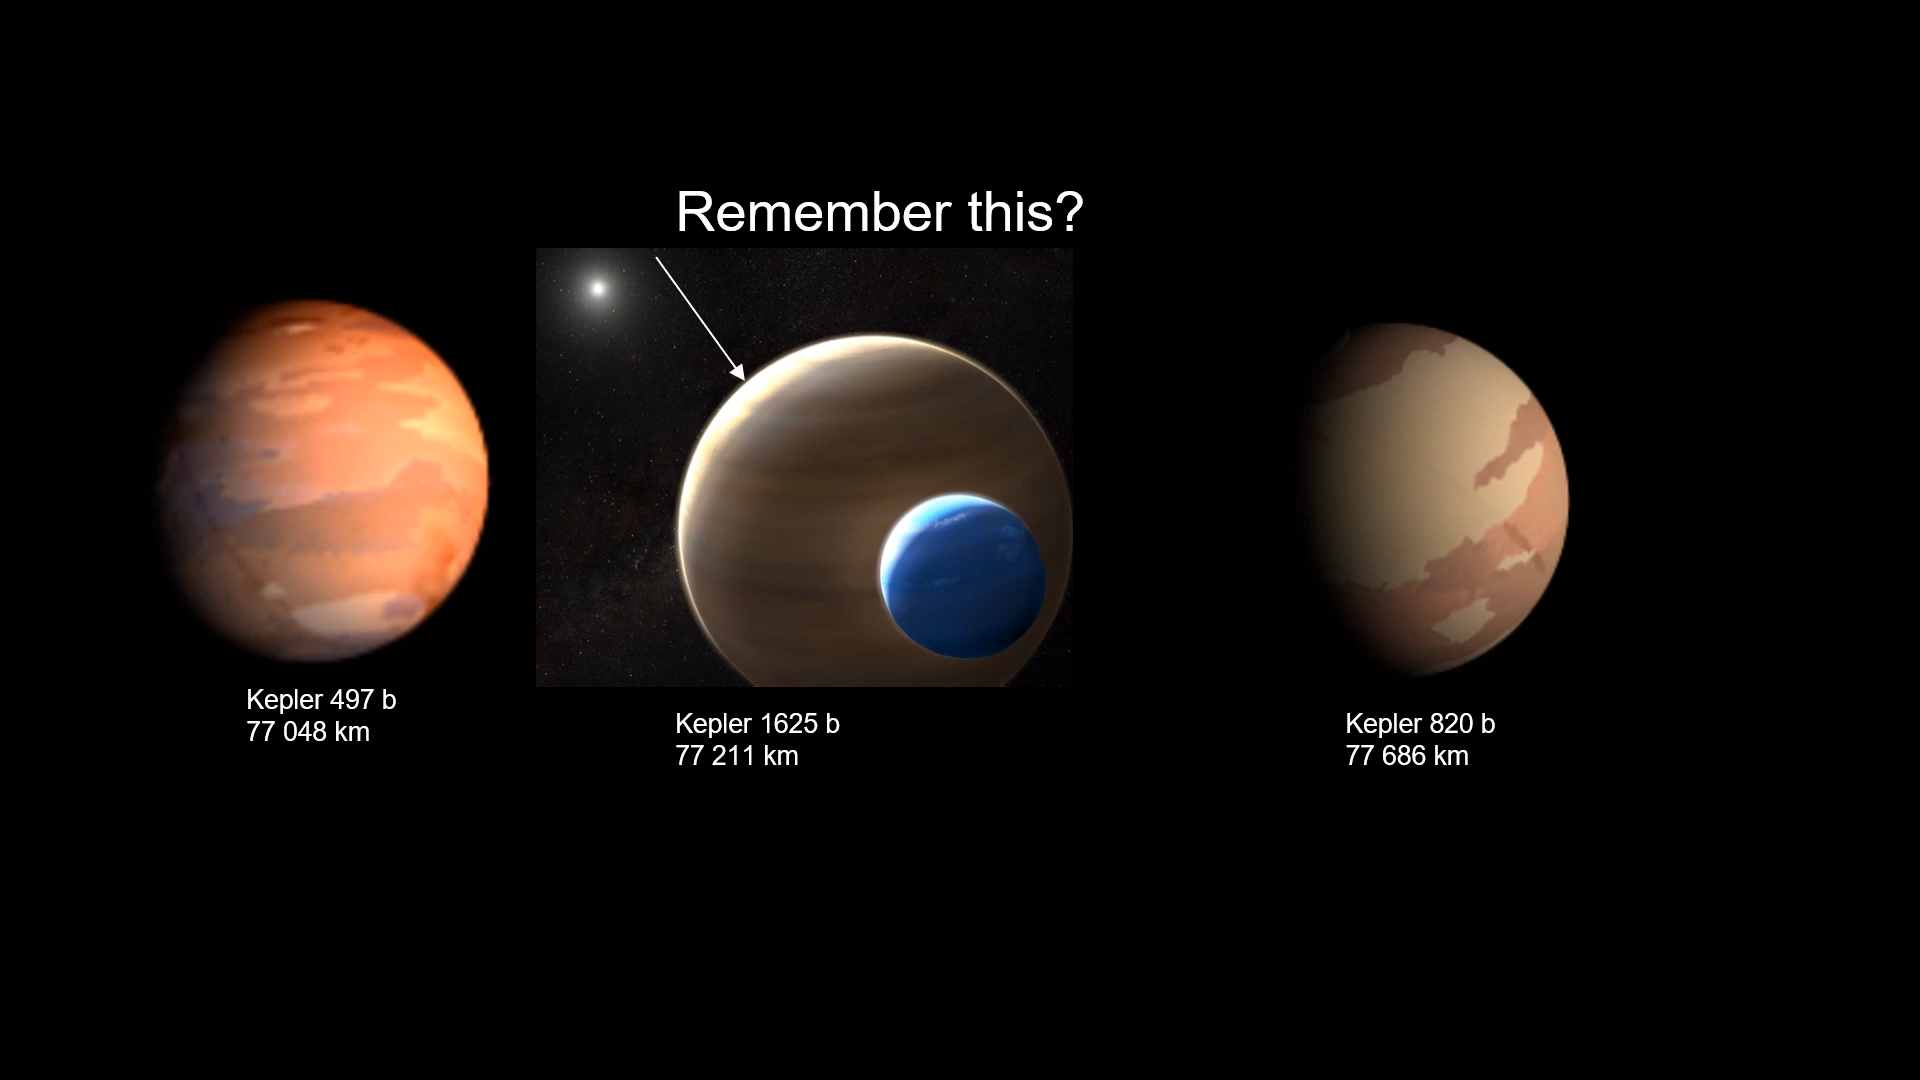 Remember this?
Kepler 497 b
77 048 km
Kepler 1625 b
77 211 km
Kepler 820 b
77 686 km